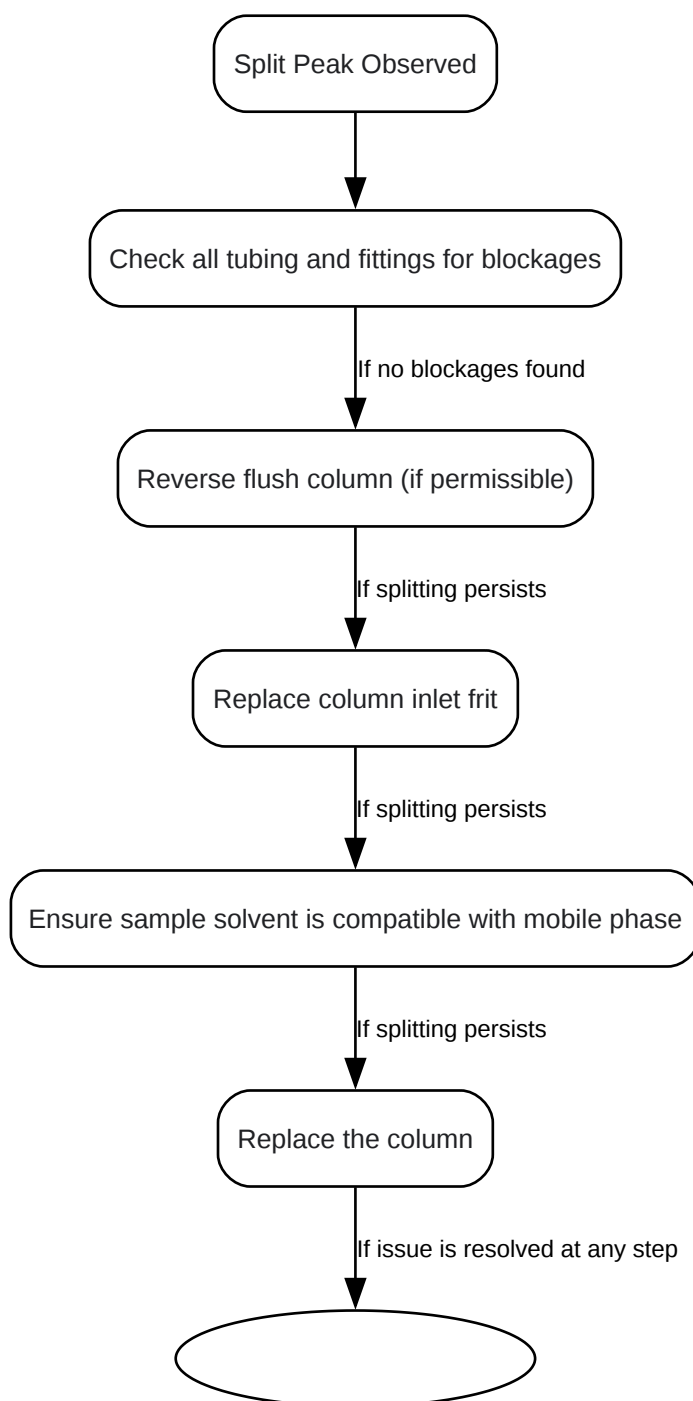 Split Peak Observed
Check all tubing and fittings for blockages
If no blockages found
Reverse flush column (if permissible)
If splitting persists
Replace column inlet frit
If splitting persists
Ensure sample solvent is compatible with mobile phase
If splitting persists
Replace the column
If issue is resolved at any step